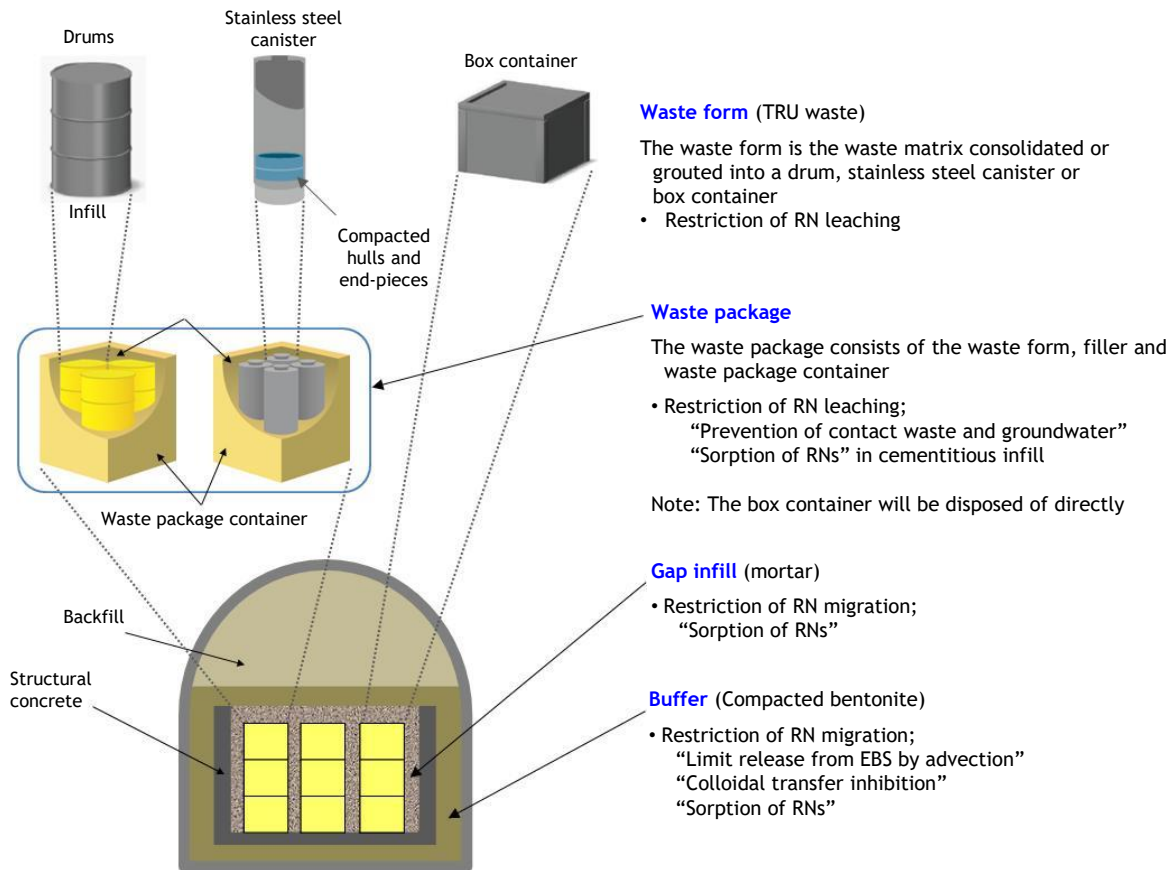 Drums
Stainless steel
canister
Box container
Infill
Compacted
hulls and
end-pieces
Waste package container
Backfill
Structural
concrete
Waste form (TRU waste)
The waste form is the waste matrix consolidated or
grouted into a drum, stainless steel canister or
box container
• Restriction of RN leaching
Waste package
The waste package consists of the waste form, filler and
waste package container
• Restriction of RN leaching;
“Prevention of contact waste and groundwater”
“Sorption of RNs” in cementitious infill
Note: The box container will be disposed of directly
Gap infill (mortar)
• Restriction of RN migration;
“Sorption of RNs”
Buffer (Compacted bentonite)
• Restriction of RN migration;
“Limit release from EBS by advection”
“Colloidal transfer inhibition”
“Sorption of RNs”